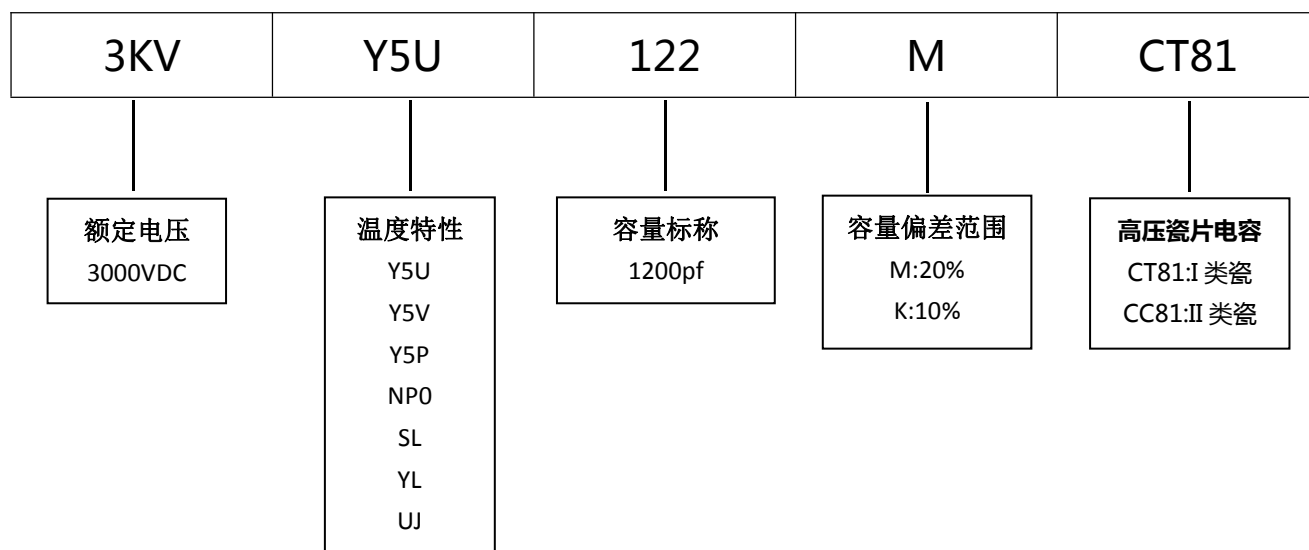 3KV Y5U 122 M CT81
额定电压
3000VDC
温度特性
Y5U
Y5V
Y5P
NP0
SL
YL
UJ
容量标称
1200pf
容量偏差范围
M:20%
K:10%
高压瓷片电容
CT81:I 类瓷
CC81:II 类瓷